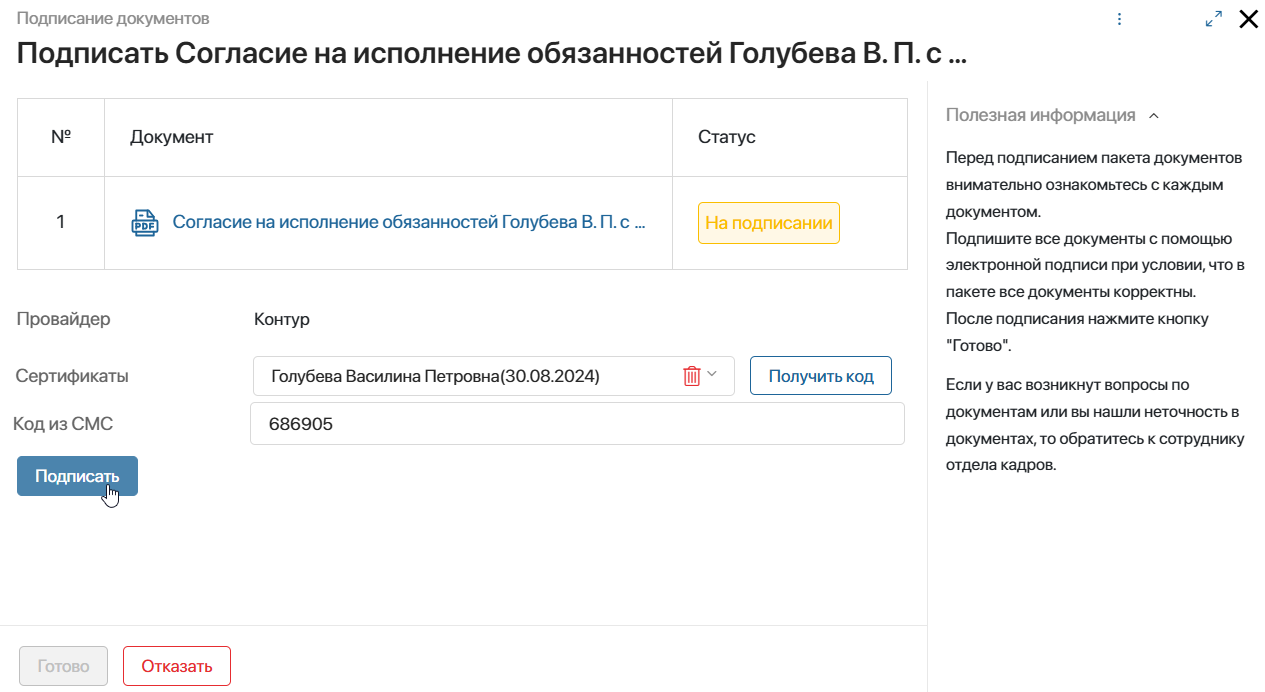 Подписание документов
Подписать Согласие на исполнение обязанностей Голубева В. П. с ...
№ Документ Статус
1 PDF Согласие на исполнение обязанностей Голубева В. П. с ... На подписании
Провайдер Контур
Сертификаты Голубева Василина Петровна(30.08.2024) Получить код
Код из СМС 686905
Подписать
Готово Отказать
Полезная информация
Перед подписанием пакета документов
внимательно ознакомьтесь с каждым
документом.
Подпишите все документы с помощью
электронной подписи при условии, что в
пакете все документы корректны.
После подписания нажмите кнопку
"Готово".
Если у вас возникнут вопросы по
документам или вы нашли неточность в
документах, то обратитесь к сотруднику
отдела кадров.